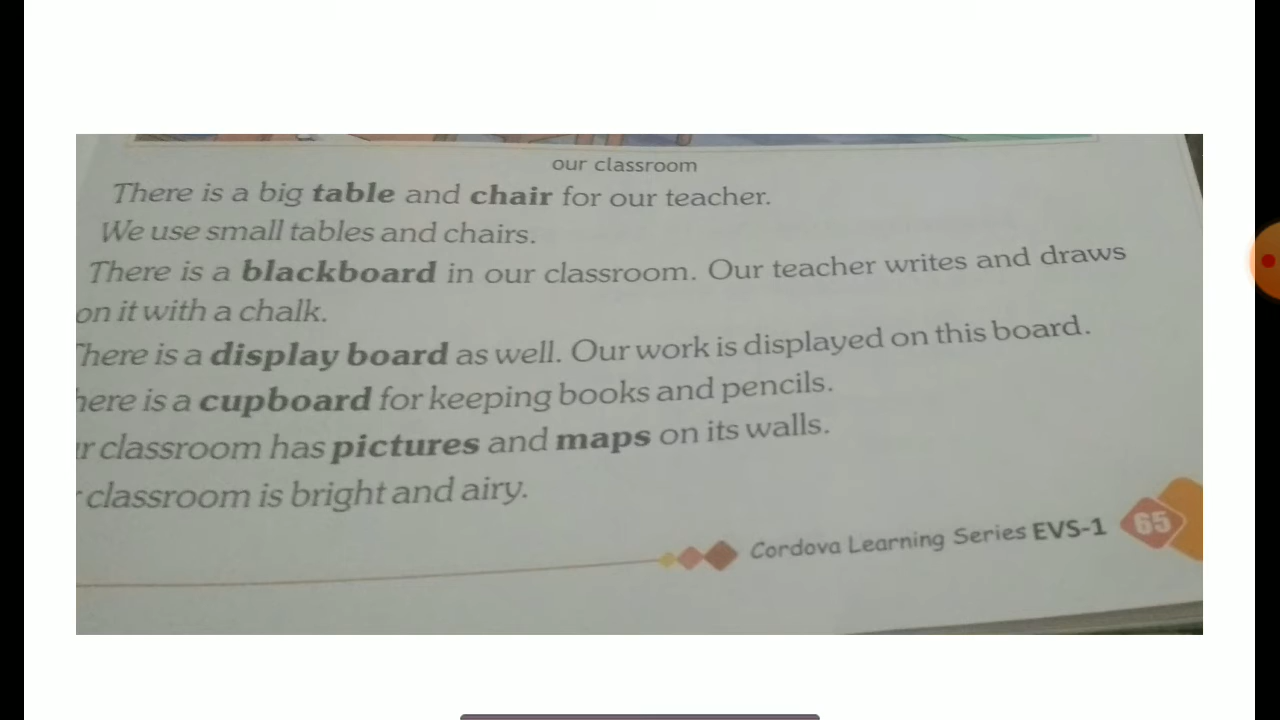 our classroom
There is a big table and chair for our teacher.
We use small tables and chairs.
There is a blackboard in our classroom. Our teacher writes and draws
on it with a chalk.
here is a display board as well. Our work is displayed on this board.
here is a cupboard for keeping books and pencils.
r classroom has pictures and maps on its walls.
classroom is bright and airy.
Cordova Learning Series EVS-1
65